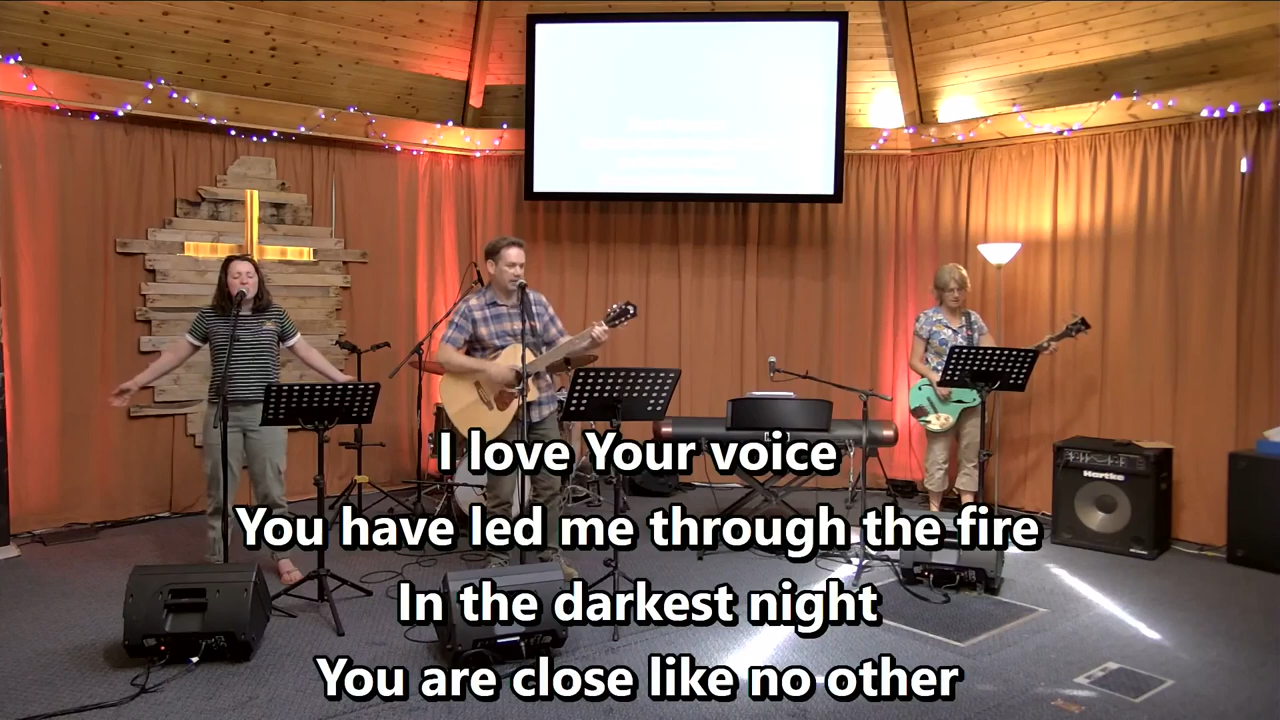 Hartke
I love Your voice
You have led me through the fire
In the darkest night
You are close like no other